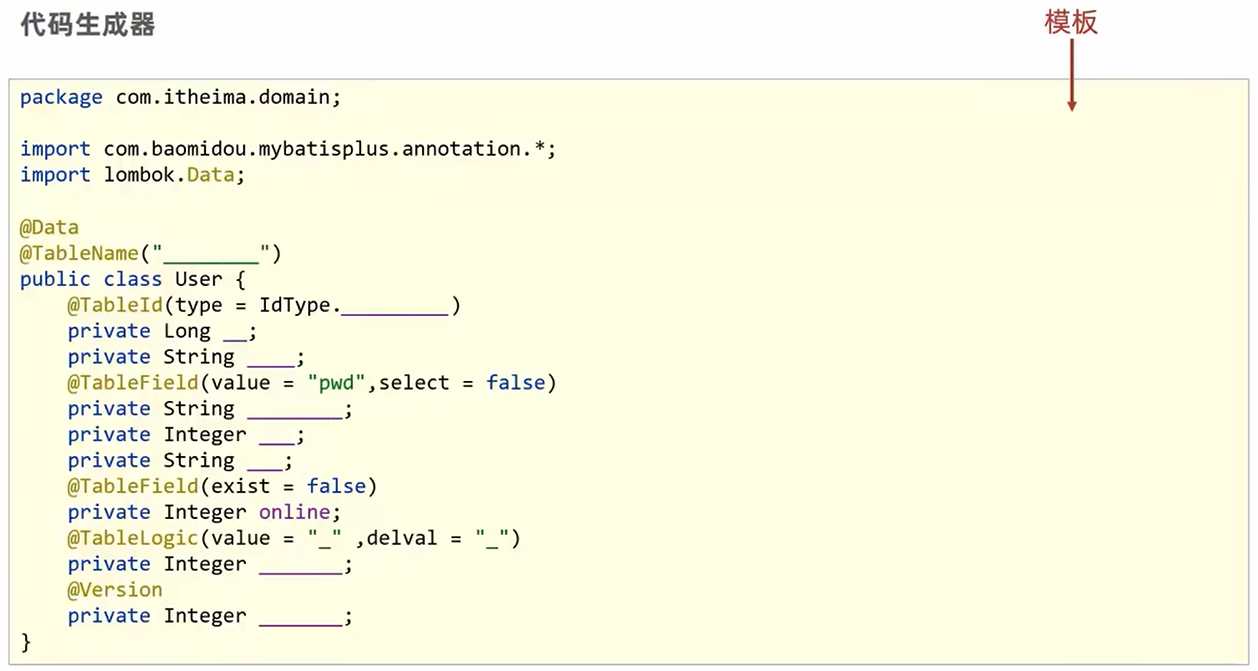 代码生成器
模板
package com.itheima.domain;
import com.baomidou.mybatisplus.annotation.*;
import lombok.Data;
@Data
@TableName("________")
public class User {
    @TableId(type = IdType._________)
    private Long __;
    private String ____;
    @TableField(value = "pwd",select = false)
    private String ________;
    private Integer ___;
    private String ___;
    @TableField(exist = false)
    private Integer online;
    @TableLogic(value = "_" ,delval = "_")
    private Integer _______;
    @Version
    private Integer _______;
}